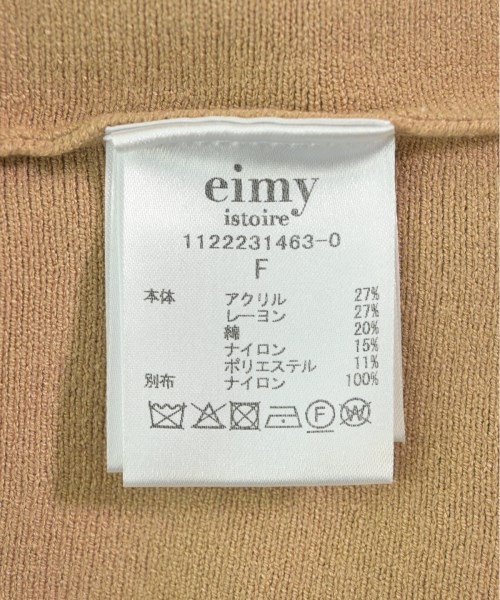 eimy
istoire
1122231463-0
F
本体 アクリル 27%
レーヨン 27%
綿 20%
ナイロン 15%
ポリエステル 11%
別布 ナイロン 100%
F W